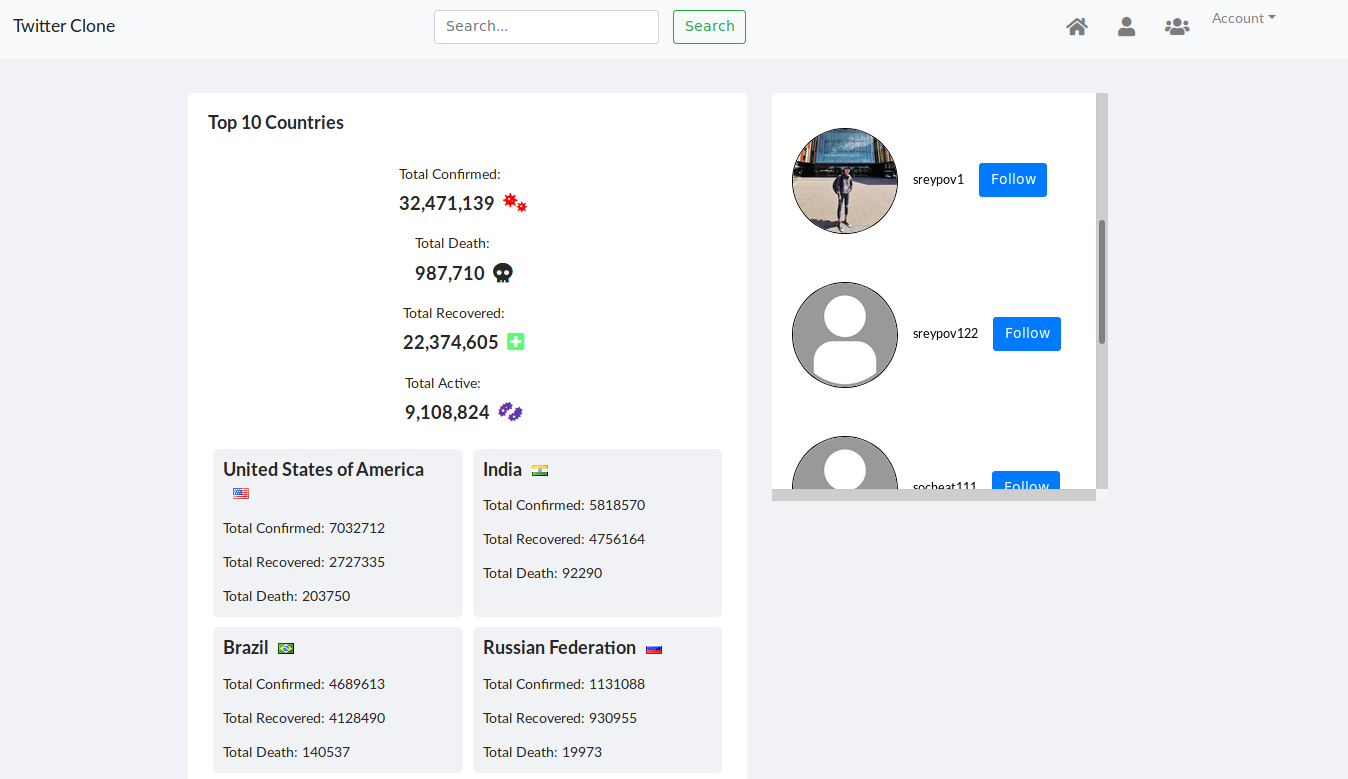 Twitter Clone
Search...
Search
Account
Top 10 Countries
Total Confirmed:
32,471,139
Total Death:
987,710
Total Recovered:
22,374,605
Total Active:
9,108,824
United States of America
Total Confirmed: 7032712
Total Recovered: 2727335
Total Death: 203750
India
Total Confirmed: 5818570
Total Recovered: 4756164
Total Death: 92290
Brazil
Total Confirmed: 4689613
Total Recovered: 4128490
Total Death: 140537
Russian Federation
Total Confirmed: 1131088
Total Recovered: 930955
Total Death: 19973
sreypov1
Follow
sreypov122
Follow
socheat111
Follow